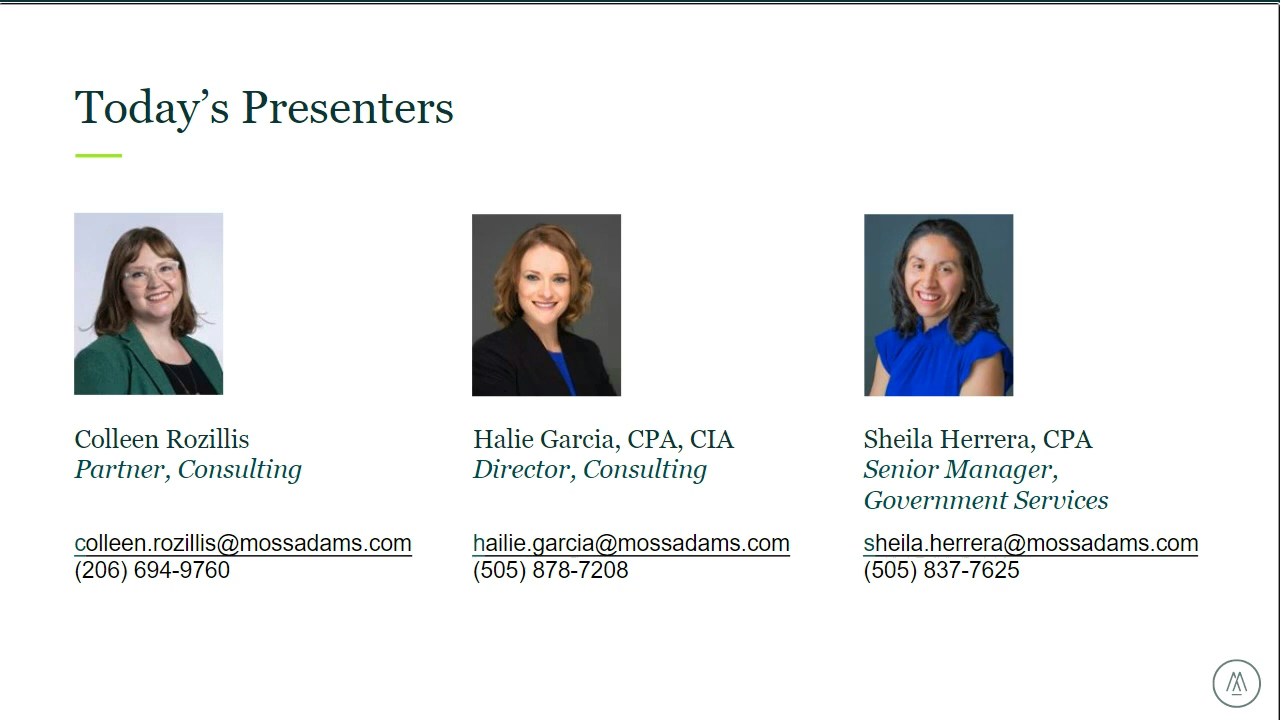 Today’s Presenters
Colleen Rozillis
Partner, Consulting
colleen.rozillis@mossadams.com
(206) 694-9760
Halie Garcia, CPA, CIA
Director, Consulting
hailie.garcia@mossadams.com
(505) 878-7208
Sheila Herrera, CPA
Senior Manager,
Government Services
sheila.herrera@mossadams.com
(505) 837-7625